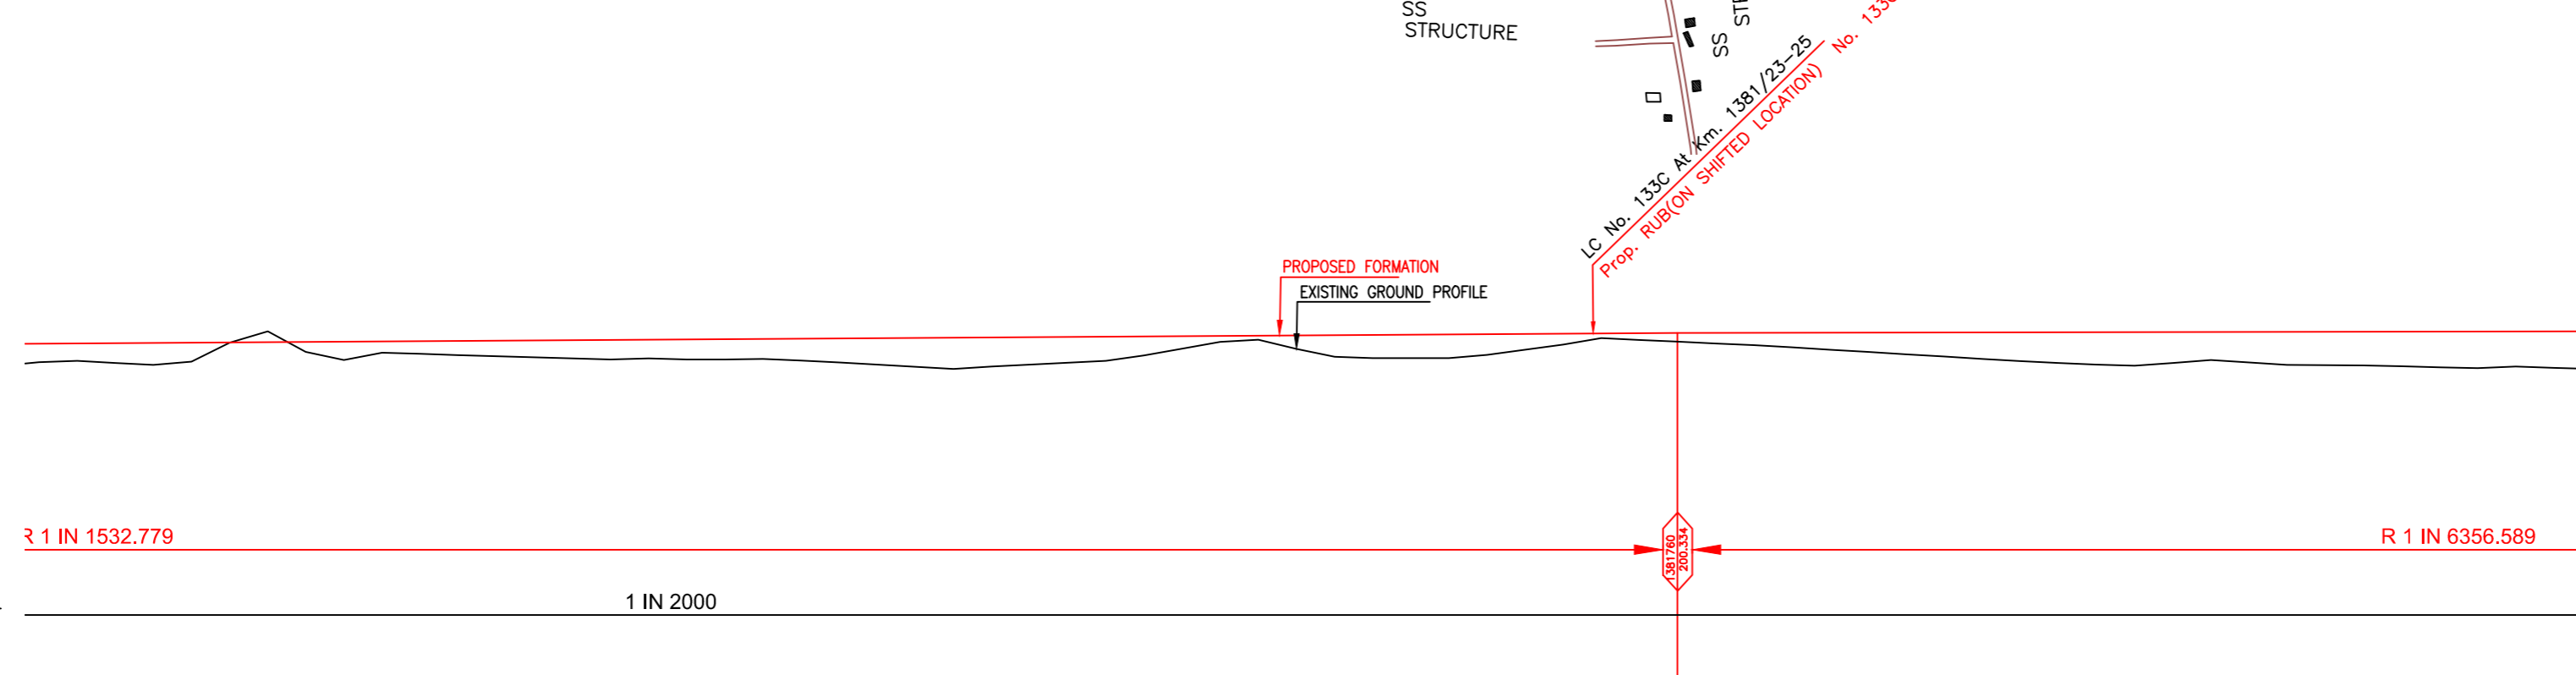 SS
STRUCTURE
SS
LC No. 133C At Km. 1381/23-25
Prop. RUB(ON SHIFTED LOCATION)
No.
PROPOSED FORMATION
EXISTING GROUND PROFILE
R 1 IN 1532.779
1381760
200.334
R 1 IN 6356.589
1 IN 2000